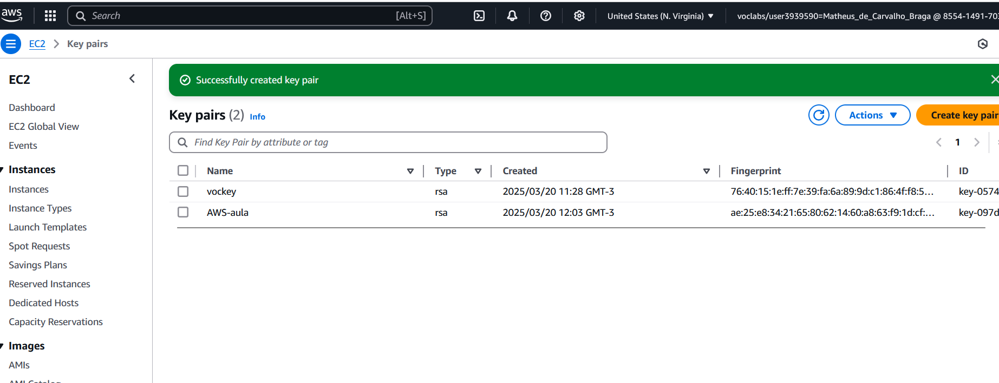 aws
Search [Alt+S]
United States (N. Virginia)
voclabs/user3939590=Matheus_de_Carvalho_Braga @ 8554-1491-70
EC2 > Key pairs
EC2
Dashboard
EC2 Global View
Events
Instances
Instances
Instance Types
Launch Templates
Spot Requests
Savings Plans
Reserved Instances
Dedicated Hosts
Capacity Reservations
Images
AMIs
AMI Catalog
Successfully created key pair
Key pairs (2) Info
Actions
Create key pair
Find Key Pair by attribute or tag
1
Name Type Created Fingerprint ID
vockey rsa 2025/03/20 11:28 GMT-3 76:40:15:1e:ff:7e:39:fa:6a:89:9d:c1:86:4f:f8:5... key-0574
AWS-aula rsa 2025/03/20 12:03 GMT-3 ae:25:e8:34:21:65:80:62:14:60:a8:63:f9:1d:cf:... key-097d